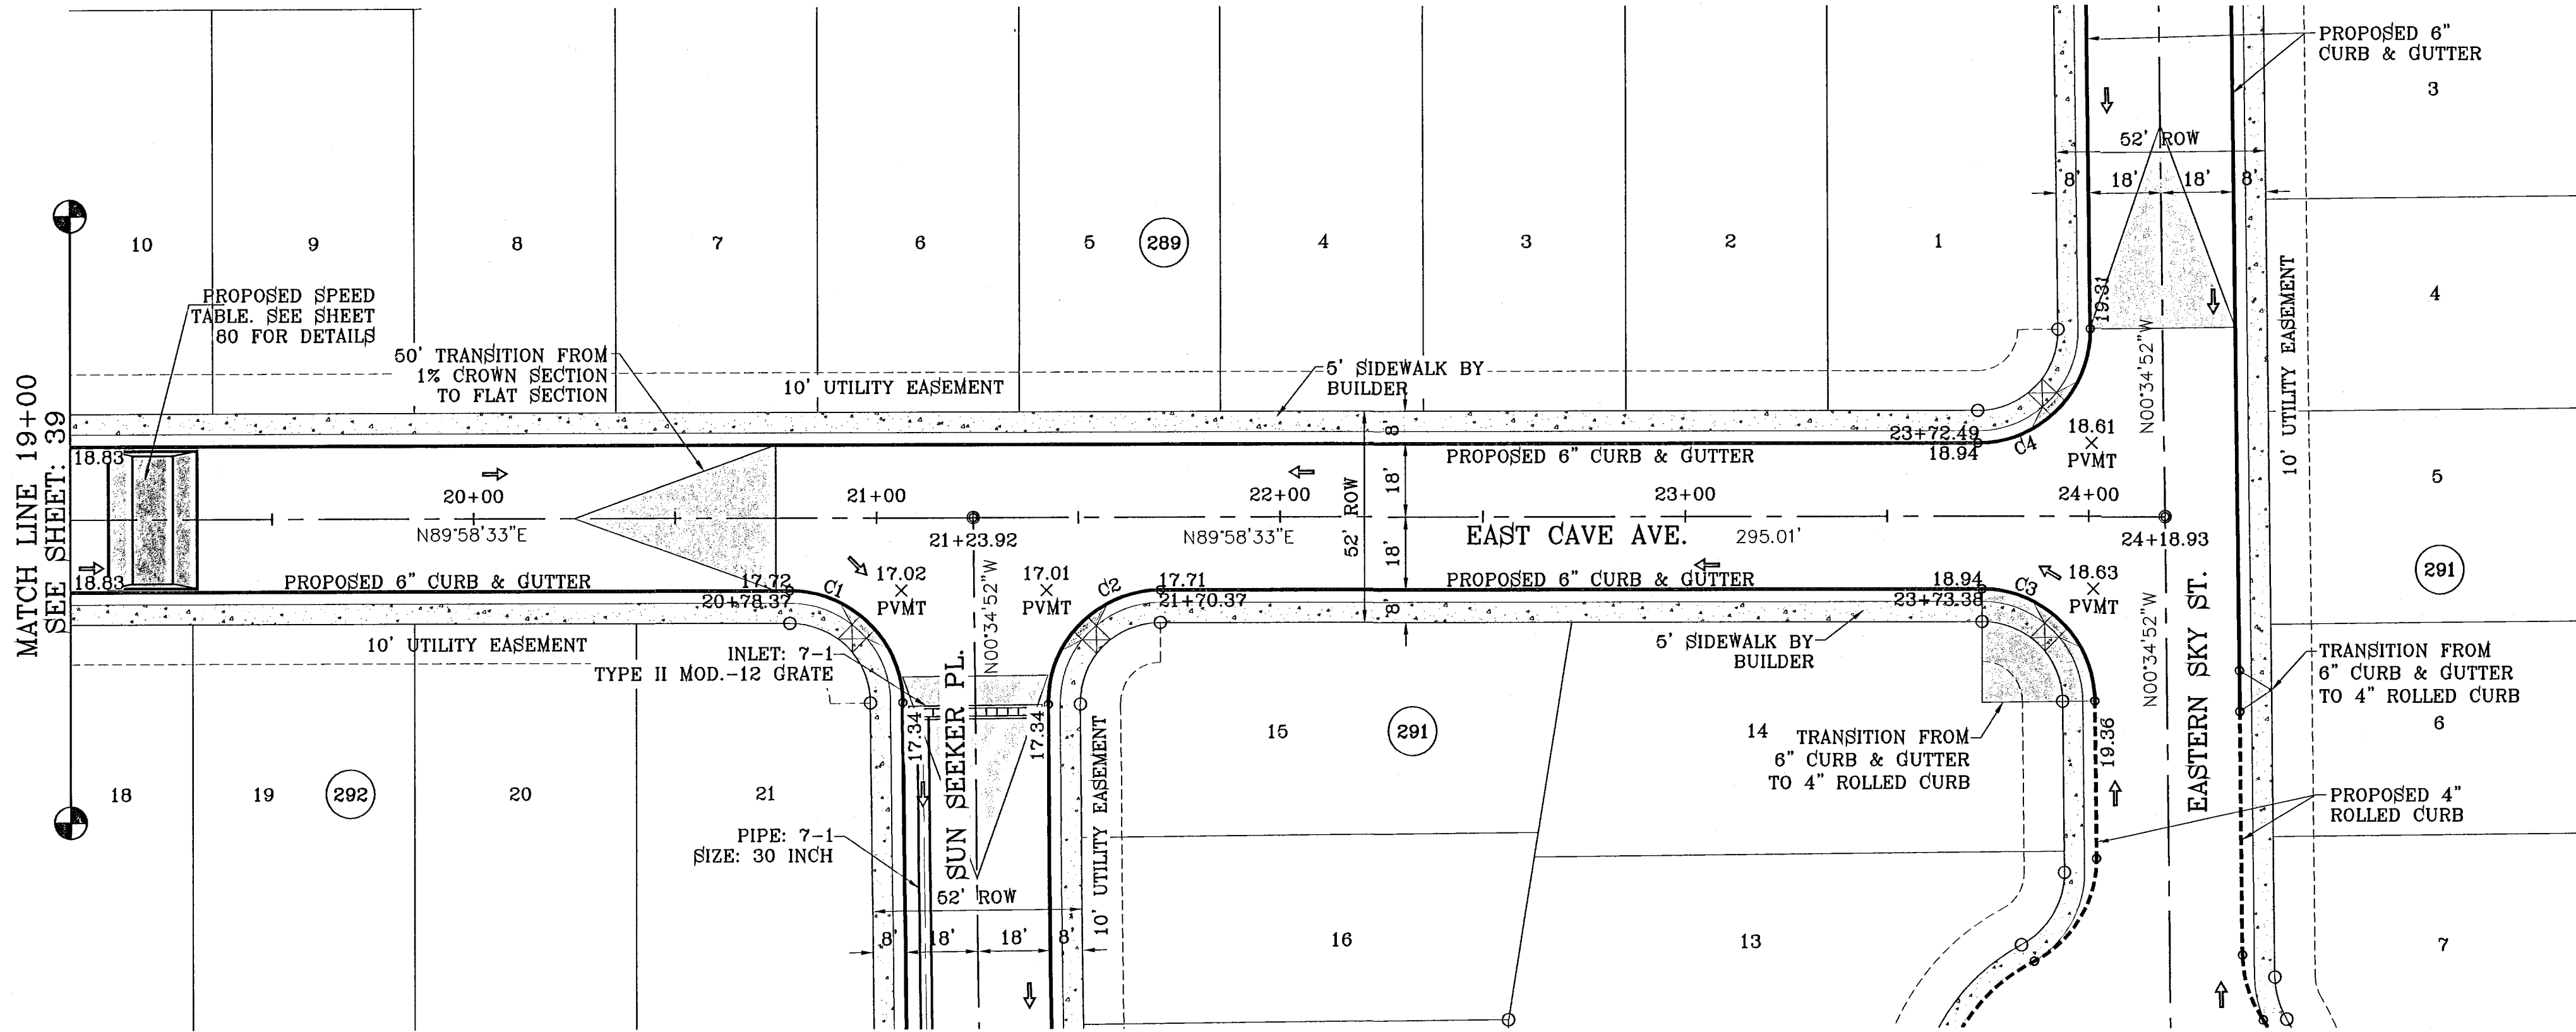 PROPOSED 6"
CURB & GUTTER
3
52' ROW
8' 18' 18' 8'
10 9 8 7 6 5 289 4 3 2 1
4
10' UTILITY EASEMENT
PROPOSED SPEED
TABLE. SEE SHEET
80 FOR DETAILS
50' TRANSITION FROM
1% CROWN SECTION
TO FLAT SECTION
10' UTILITY EASEMENT
5' SIDEWALK BY
BUILDER
19.31
N00°34'52"W
MATCH LINE 19+00
SEE SHEET: 39
18.83
8'
23+72.49
18.94
C4
18.61
PVMT
PROPOSED 6" CURB & GUTTER
5
20+00
21+00
22+00
52' ROW
18'
23+00
24+00
N89°58'33"E
21+23.92
N89°58'33"E
18'
EAST CAVE AVE.
295.01'
24+18.93
291
18.83
PROPOSED 6" CURB & GUTTER
17.72
20+78.37
C1
17.02
PVMT
N00°34'52"W
17.01
PVMT
C2
17.71
21+70.37
8'
PROPOSED 6" CURB & GUTTER
18.94
23+73.38
C3
18.63
PVMT
N00°34'52"W
10' UTILITY EASEMENT
INLET: 7-1
TYPE II MOD.-12 GRATE
5' SIDEWALK BY
BUILDER
TRANSITION FROM
6" CURB & GUTTER
TO 4" ROLLED CURB
6
17.34
SUN SEEKER PL.
17.34
10' UTILITY EASEMENT
15
291
14
TRANSITION FROM
6" CURB & GUTTER
TO 4" ROLLED CURB
19.36
EASTERN SKY ST.
PROPOSED 4"
ROLLED CURB
18 19 292 20 21
PIPE: 7-1
SIZE: 30 INCH
52' ROW
8' 18' 18' 8'
16
13
7